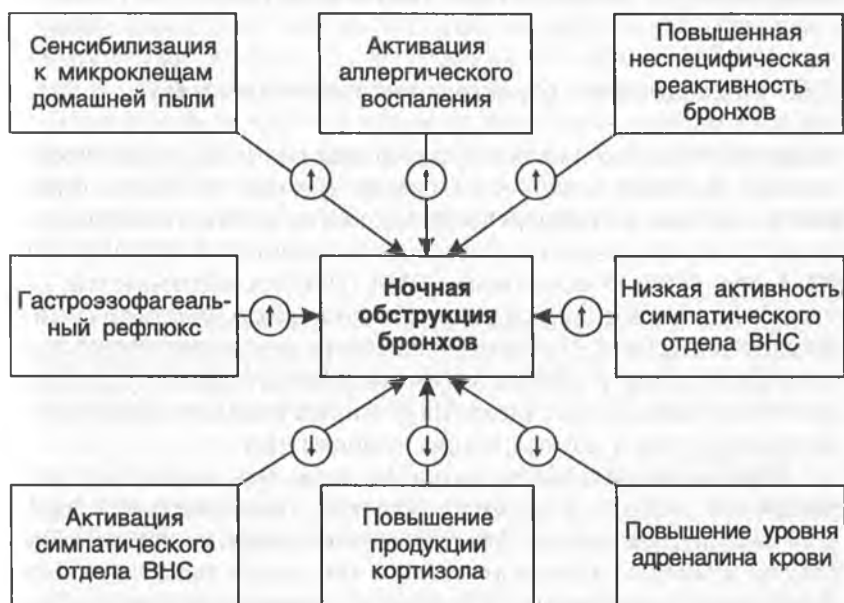 Сенсибилизация
к микроклещам
домашней пыли
Активация
аллергического
воспаления
Повышенная
неспецифическая
реактивность
бронхов
↑
↑
↑
Гастроэзофагеаль-
ный рефлюкс
↑
Ночная
обструкция
бронхов
↑
Низкая активность
симпатического
отдела ВНС
↓
↓
↓
Активация
симпатического
отдела ВНС
Повышение
продукции
кортизола
Повышение уровня
адреналина крови